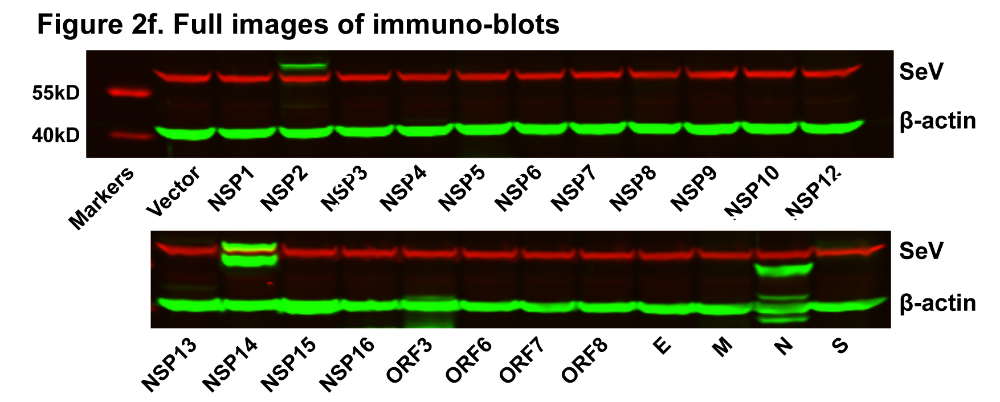 Figure 2f. Full images of immuno-blots
SeV
55kD
β-actin
40kD
Markers
Vector
NSP1
NSP2
NSP3
NSP4
NSP5
NSP6
NSP7
NSP8
NSP9
NSP10
NSP12
SeV
β-actin
NSP13
NSP14
NSP15
NSP16
ORF3
ORF6
ORF7
ORF8
E
M
N
S